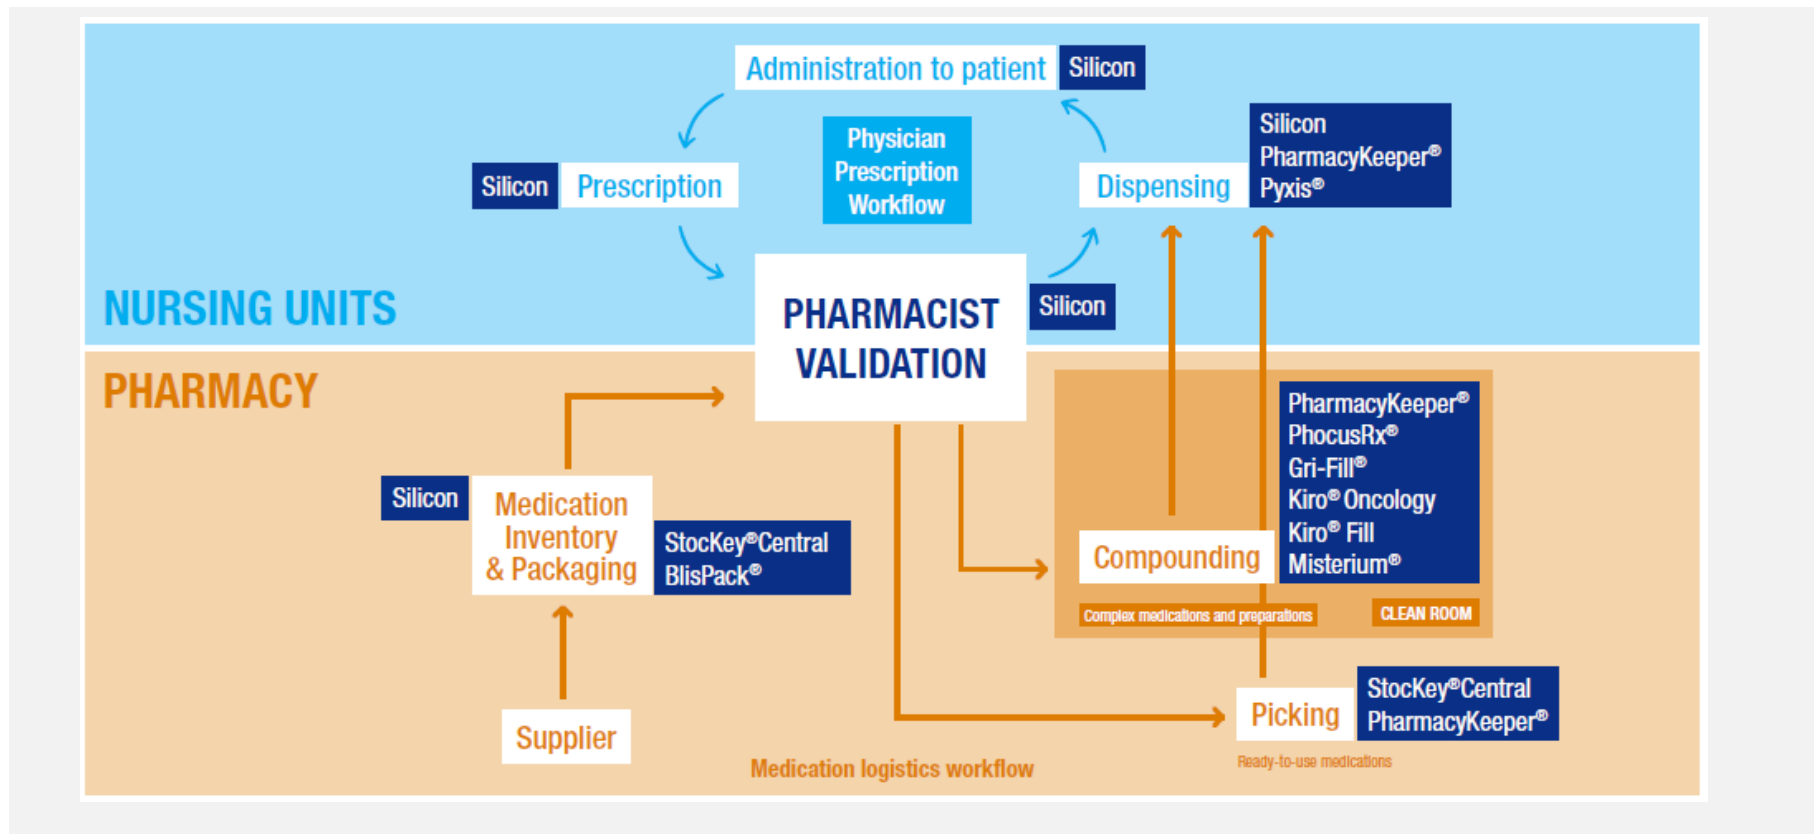 Administration to patient
Silicon
Physician
Prescription
Workflow
Silicon
Prescription
Dispensing
Silicon
PharmacyKeeper®
Pyxis®
NURSING UNITS
PHARMACIST
VALIDATION
Silicon
PHARMACY
Silicon
Medication
Inventory
& Packaging
StocKey®Central
BlisPack®
Supplier
PharmacyKeeper®
PhocusRx®
Gri-Fill®
Kiro® Oncology
Kiro® Fill
Misterium®
Compounding
Complex medications and preparations
CLEAN ROOM
Picking
StocKey®Central
PharmacyKeeper®
Ready-to-use medications
Medication logistics workflow